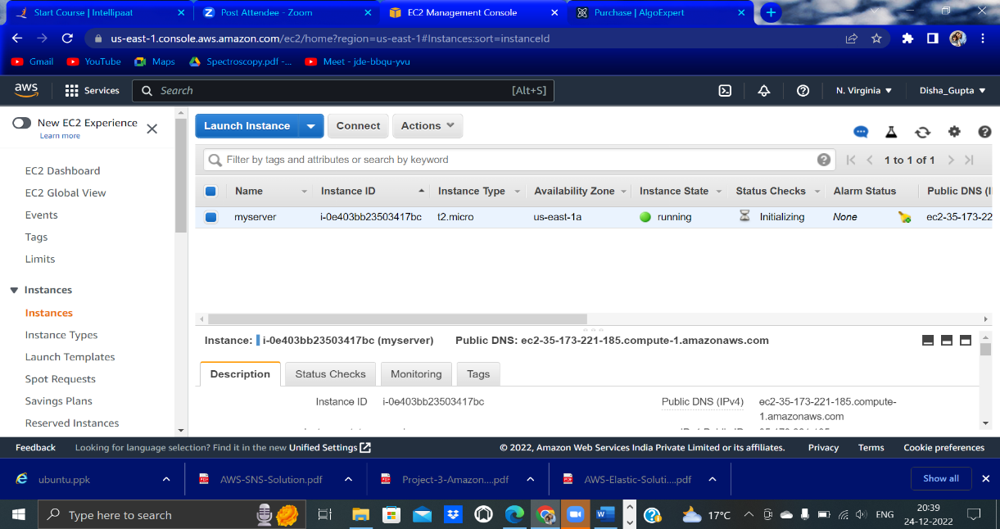 Start Course | Intellipaat
Post Attendee - Zoom
EC2 Management Console
Purchase | AlgoExpert
us-east-1.console.aws.amazon.com/ec2/home?region=us-east-1#Instances:sort=instanceId
Gmail YouTube Maps Spectroscopy.pdf -... Meet - jde-bbqu-yvu
aws Services Search [Alt+S] N. Virginia Disha_Gupta
New EC2 Experience
Learn more
EC2 Dashboard
EC2 Global View
Events
Tags
Limits
Instances
Instances
Instance Types
Launch Templates
Spot Requests
Savings Plans
Reserved Instances
Launch Instance Connect Actions
Filter by tags and attributes or search by keyword 1 to 1 of 1
Name Instance ID Instance Type Availability Zone Instance State Status Checks Alarm Status Public DNS (I
myserver i-0e403bb23503417bc t2.micro us-east-1a running Initializing None ec2-35-173-22
Instance: i-0e403bb23503417bc (myserver) Public DNS: ec2-35-173-221-185.compute-1.amazonaws.com
Description Status Checks Monitoring Tags
Instance ID i-0e403bb23503417bc Public DNS (IPv4) ec2-35-173-221-185.compute-
1.amazonaws.com
Feedback Looking for language selection? Find it in the new Unified Settings © 2022, Amazon Web Services India Private Limited or its affiliates. Privacy Terms Cookie preferences
ubuntu.ppk AWS-SNS-Solution.pdf Project-3-Amazon....pdf AWS-Elastic-Soluti....pdf Show all
Type here to search 17°C ENG 20:39
24-12-2022